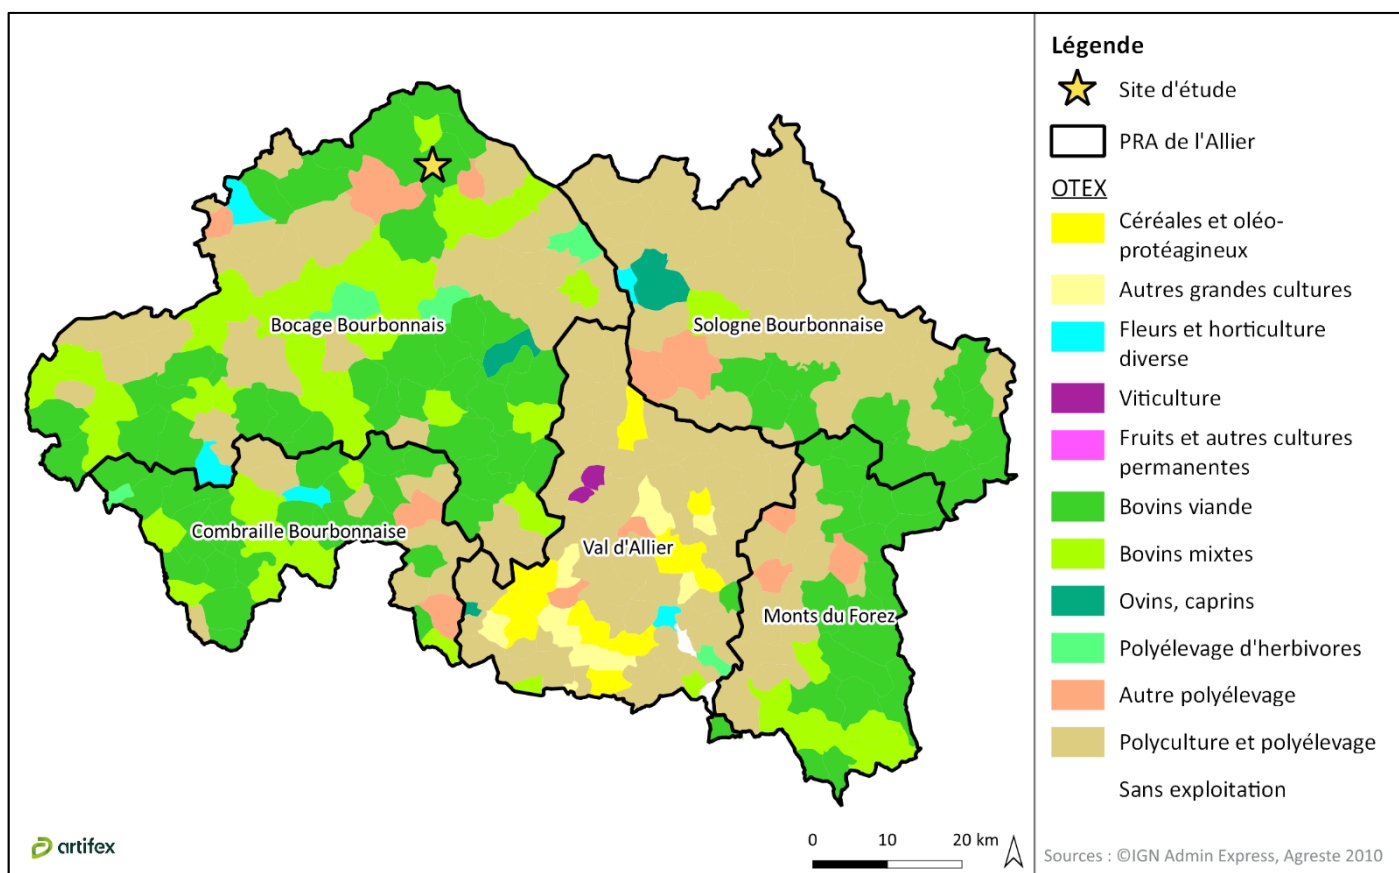 Bocage Bourbonnais
Sologne Bourbonnaise
Combraille Bourbonnaise
Val d'Allier
Monts du Forez
artifex
0 10 20 km
Légende
Site d'étude
PRA de l'Allier
OTEX
Céréales et oléo-
protéagineux
Autres grandes cultures
Fleurs et horticulture
diverse
Viticulture
Fruits et autres cultures
permanentes
Bovins viande
Bovins mixtes
Ovins, caprins
Polyélevage d'herbivores
Autre polyélevage
Polyculture et polyélevage
Sans exploitation
Sources : ©IGN Admin Express, Agreste 2010